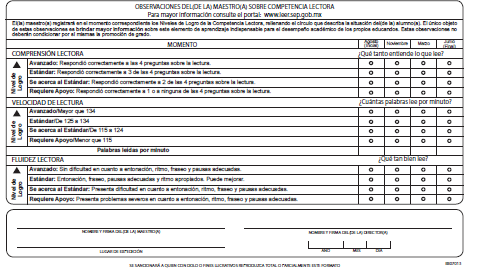 OBSERVACIONES DEL(DE LA) MAESTRO(A) SOBRE COMPETENCIA LECTORA
Para mayor información consulte el portal: www.leer.sep.gob.mx
El(la) maestro(a) registrará en el momento correspondiente los Niveles de Logro de la Competencia Lectora, rellenando el círculo que describa la situación del(de la) alumno(a). El único objeto
de estas observaciones es brindar mayor información sobre este elemento de aprendizaje indispensable para el desempeño académico de los propios educados. Estas observaciones no
deberán condicionar por sí mismas la promoción de grado.
MOMENTO
Agosto (Inicial) Noviembre Marzo Junio (Final)
COMPRENSIÓN LECTORA ¿Qué tanto entiende lo que lee?
Nivel de Logro
Avanzado: Respondió correctamente a las 4 preguntas sobre la lectura.
Estándar: Respondió correctamente a 3 de las 4 preguntas sobre la lectura.
Se acerca al Estándar: Respondió correctamente a 2 de las 4 preguntas sobre la lectura.
Requiere Apoyo: Respondió correctamente a 1 o a ninguna de las 4 preguntas sobre la lectura.
VELOCIDAD DE LECTURA ¿Cuántas palabras lee por minuto?
Nivel de Logro
Avanzado/Mayor que 134
Estándar/De 125 a 134
Se acerca al Estándar/De 115 a 124
Requiere Apoyo/Menor que 115
Palabras leídas por minuto
FLUIDEZ LECTORA ¿Qué tan bien lee?
Nivel de Logro
Avanzado: Sin dificultad en cuanto a entonación, ritmo, fraseo y pausas adecuadas.
Estándar: Entonación, fraseo, pausas adecuadas y ritmo apropiados. Puede mejorar.
Se acerca al Estándar: Presenta dificultad en cuanto a entonación, ritmo, fraseo y pausas adecuadas.
Requiere Apoyo: Presenta problemas severos en cuanto a entonación, ritmo, fraseo y pausas adecuadas.
NOMBRE Y FIRMA DEL(DE LA) MAESTRO(A) NOMBRE Y FIRMA DEL(DE LA) DIRECTOR(A)
LUGAR DE EXPEDICIÓN AÑO MES DÍA
SE SANCIONARÁ A QUIEN CON DOLO O FINES LUCRATIVOS REPRODUZCA TOTAL O PARCIALMENTE ESTE FORMATO